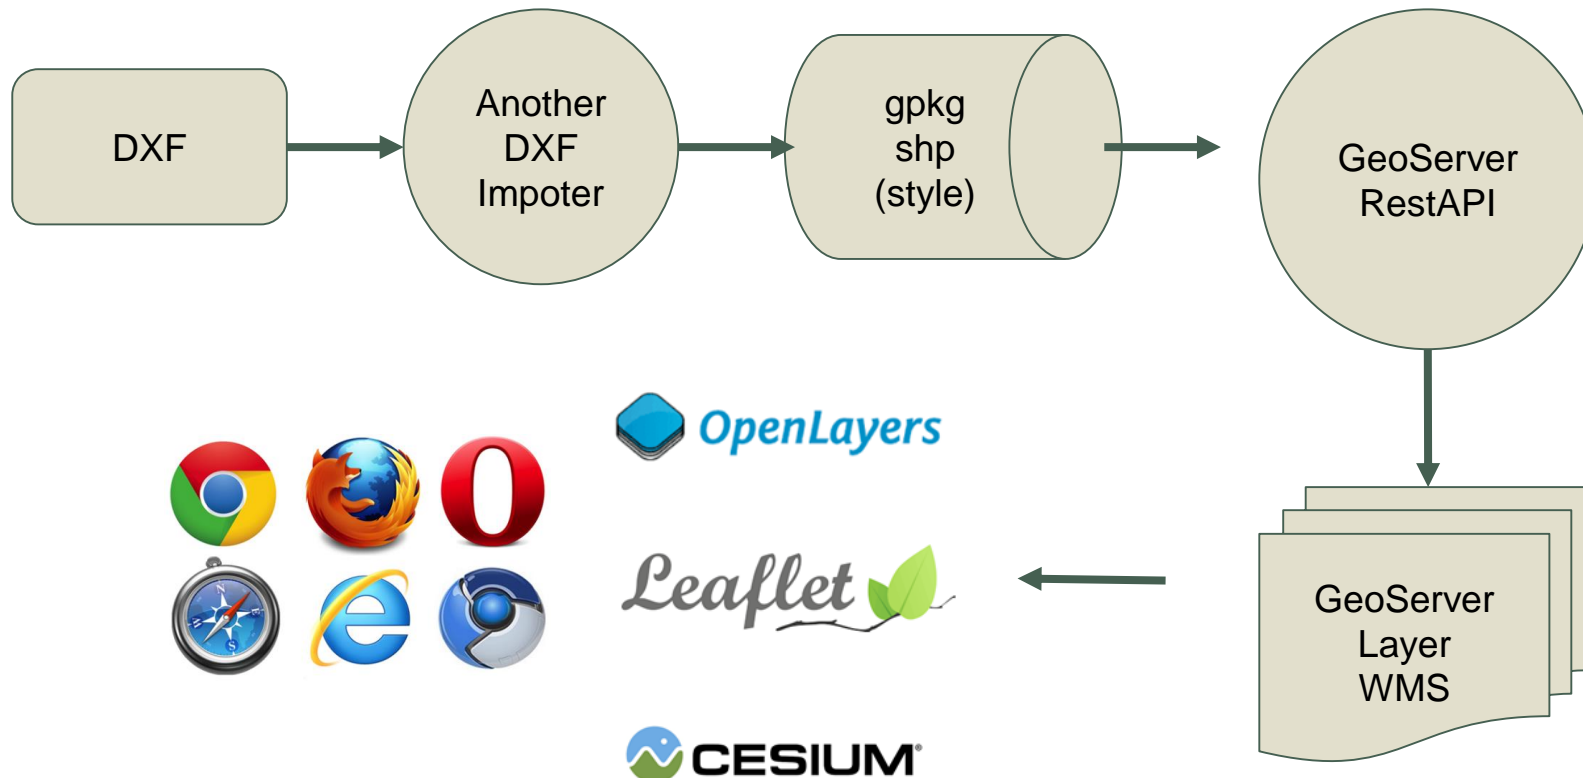 DXF
Another
DXF
Impoter
gpkg
shp
(style)
GeoServer
RestAPI
OpenLayers
Leaflet
CESIUM®
GeoServer
Layer
WMS
N
E
S
W